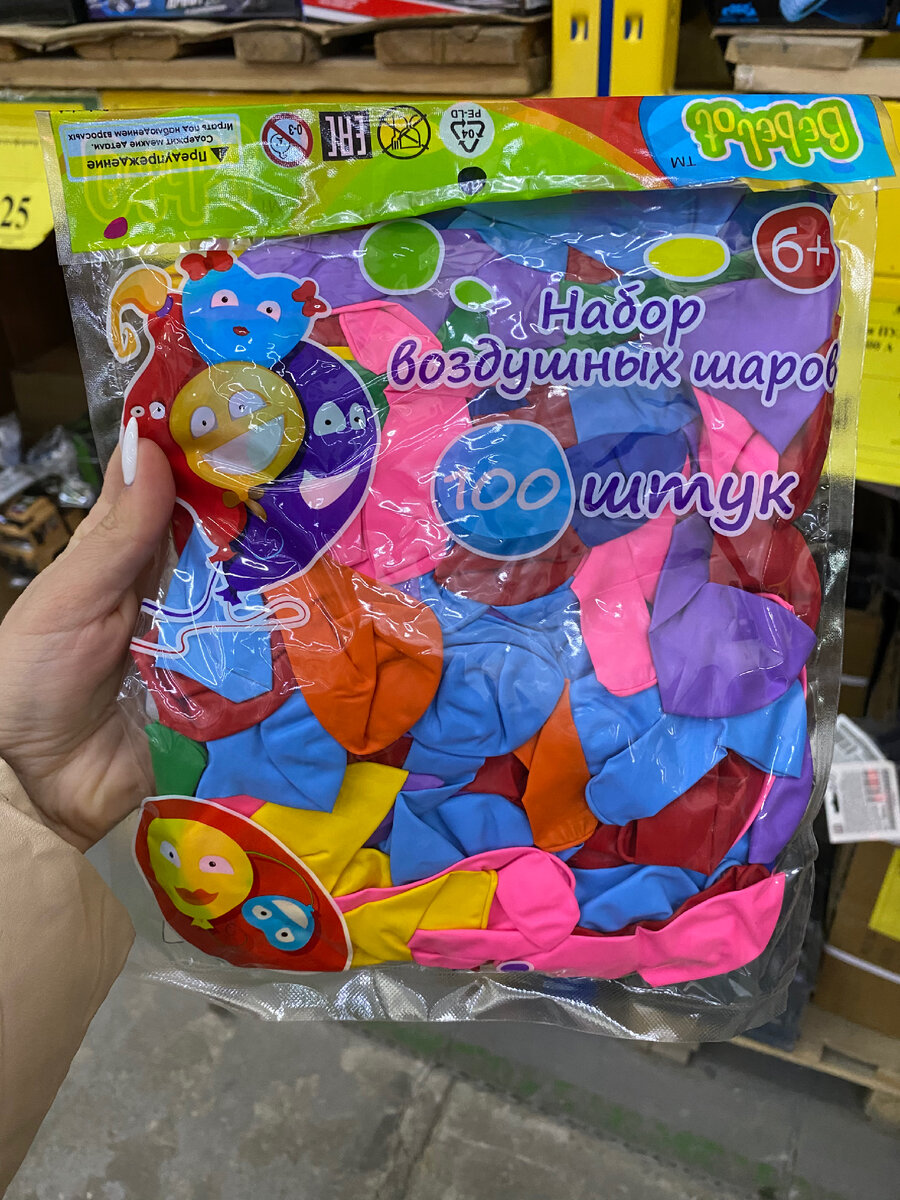 Bebelot
TM
04
PE-LD
EAC
0-3
Предупреждение
Содержит мелкие детали.
Играть под наблюдением взрослых
25
6+
Набор
воздушных шаров
100 штук